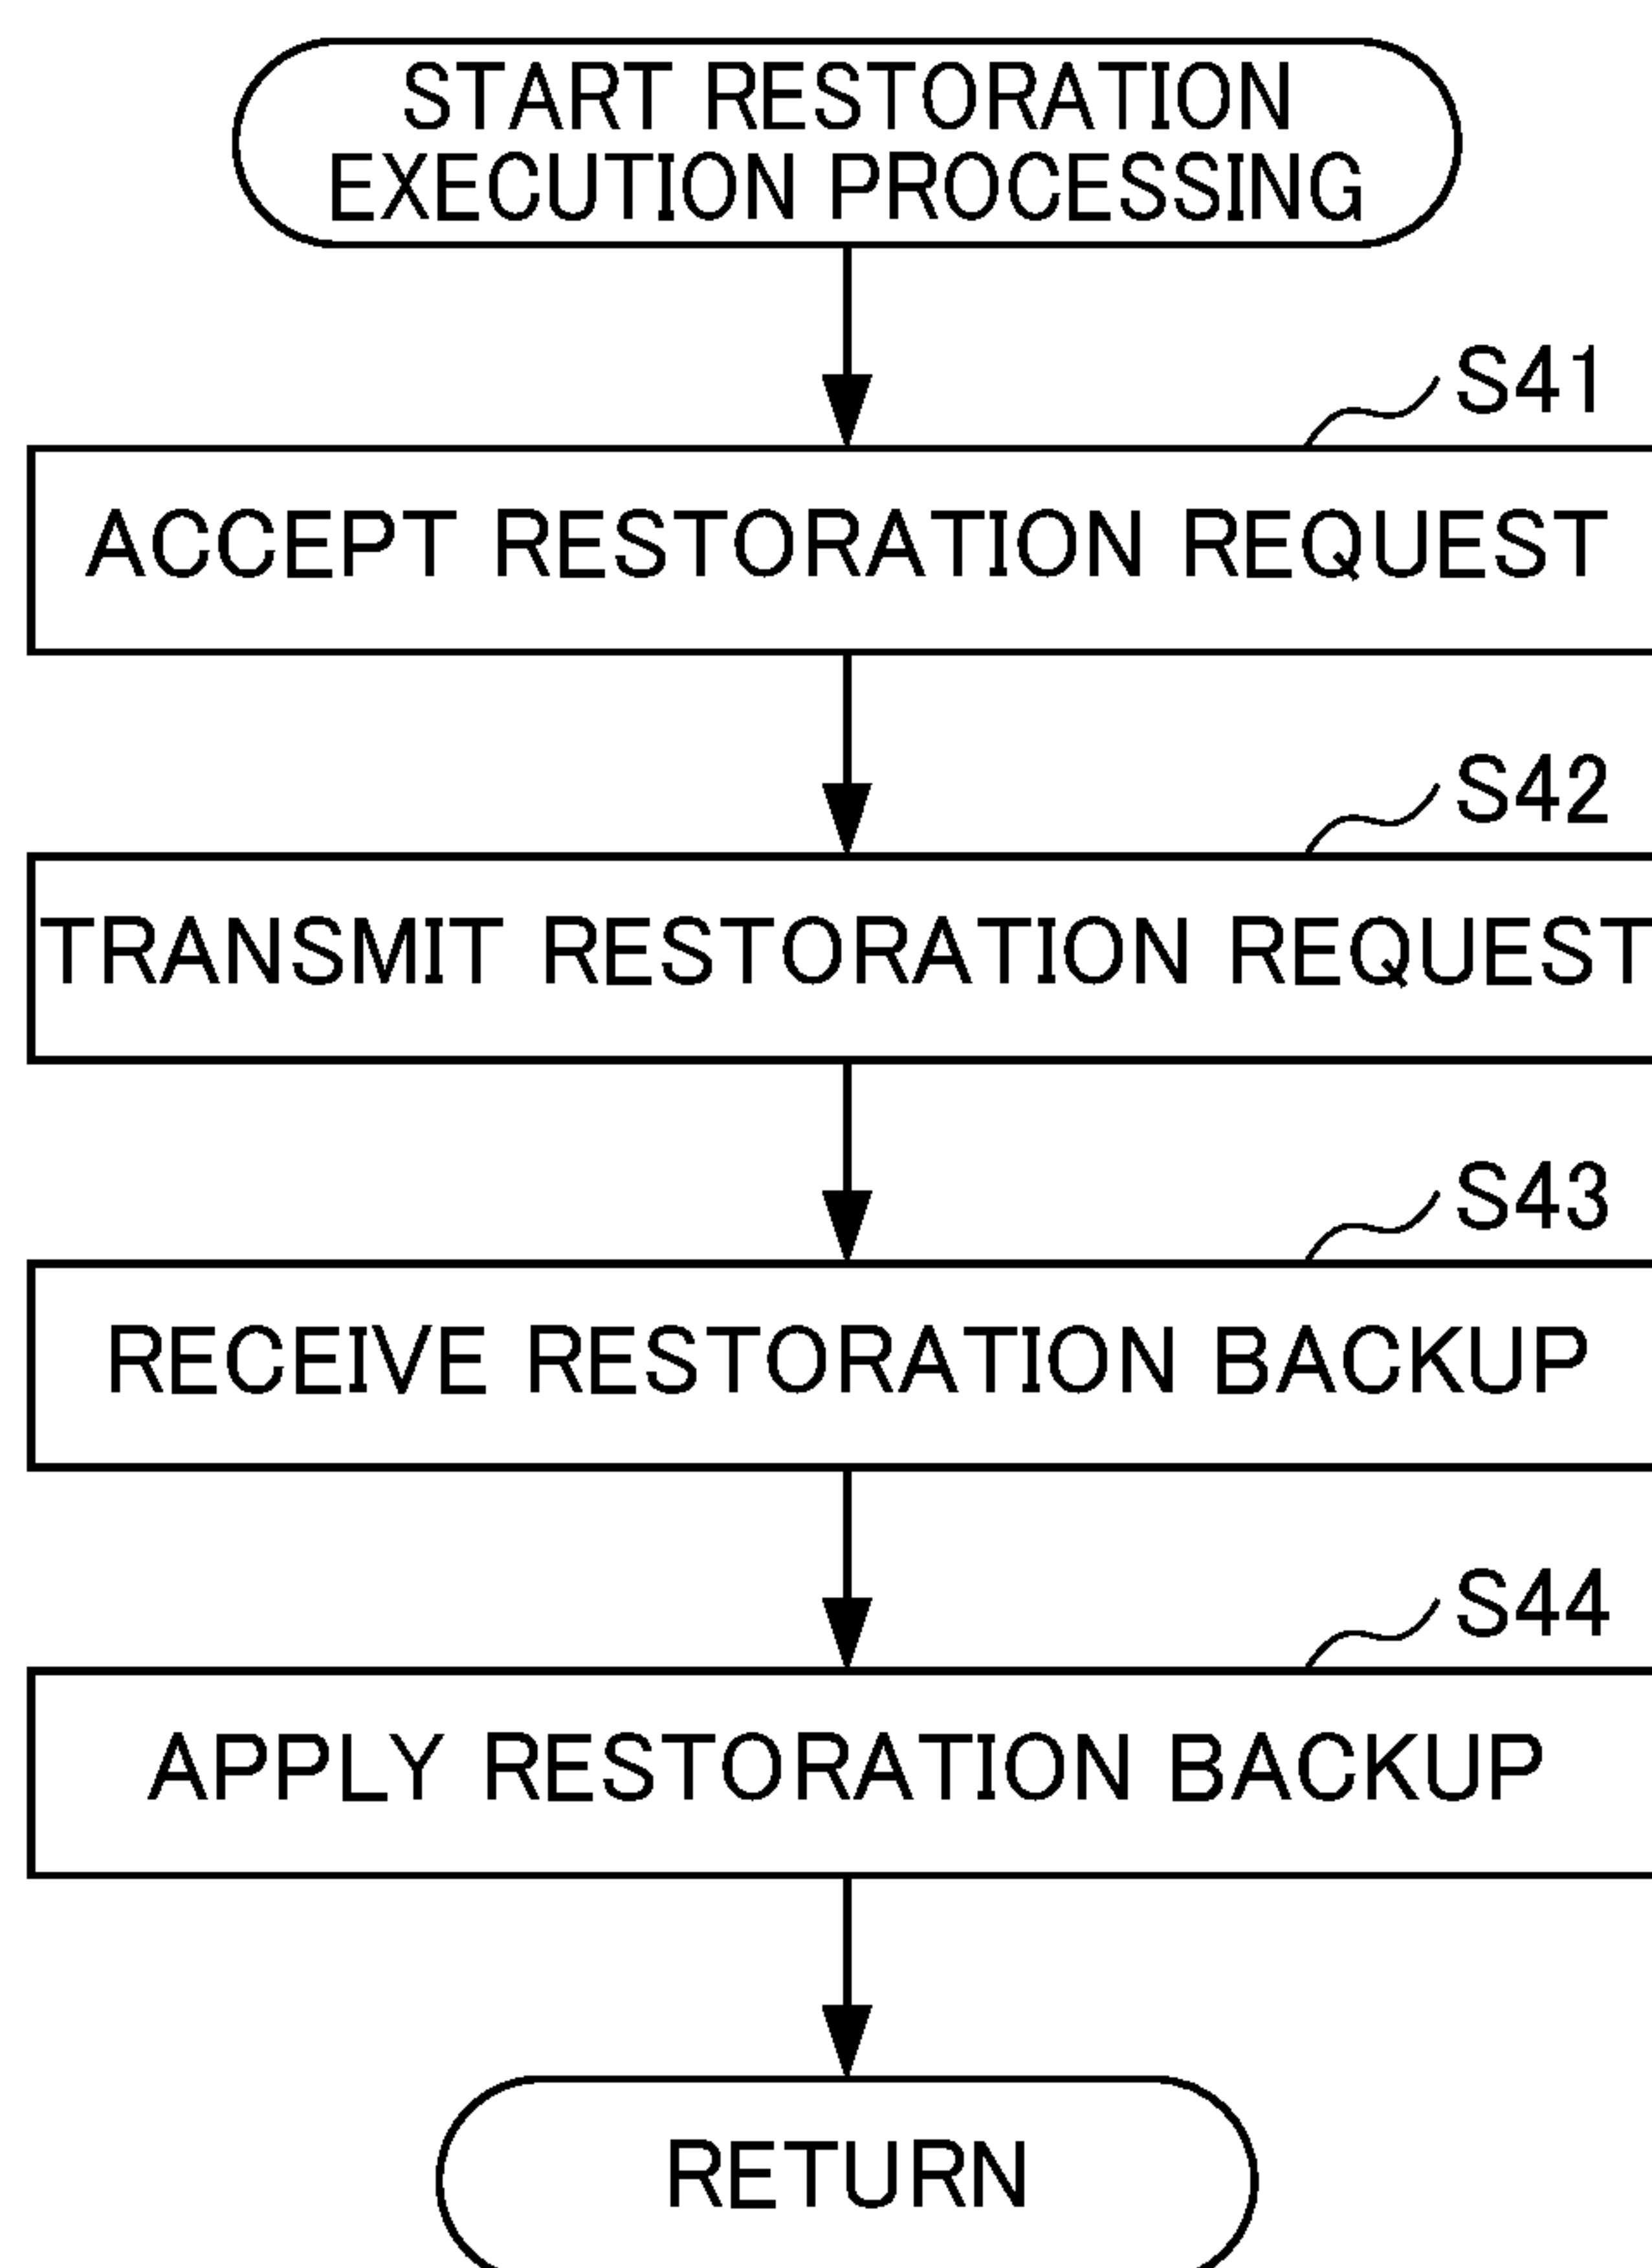 START RESTORATION
EXECUTION PROCESSING
S41
ACCEPT RESTORATION REQUEST
S42
TRANSMIT RESTORATION REQUEST
S43
RECEIVE RESTORATION BACKUP
S44
APPLY RESTORATION BACKUP
RETURN